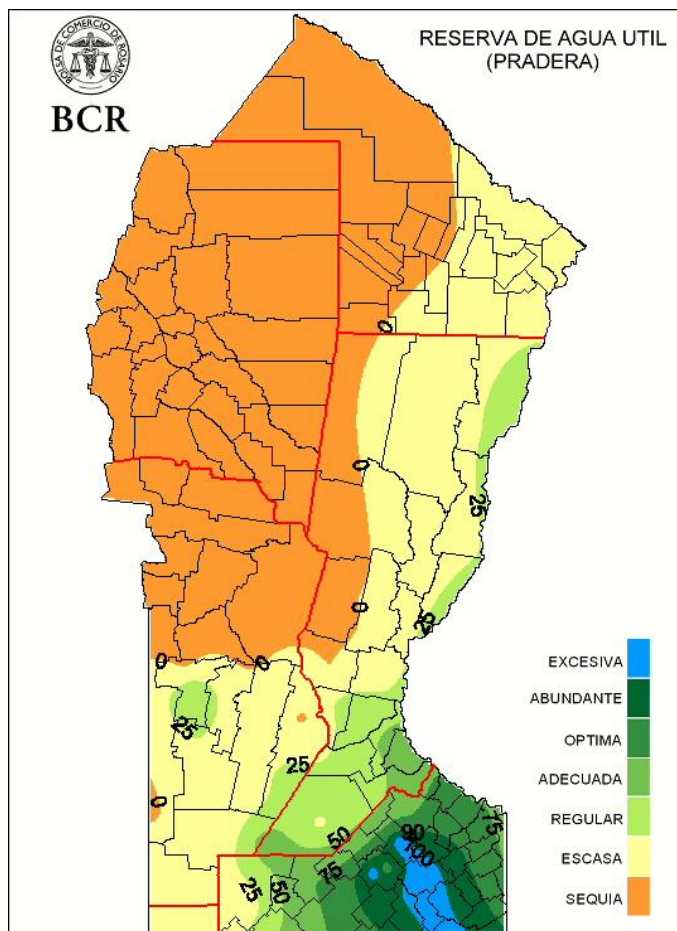 BOLSA DE COMERCIO DE ROSARIO
BCR
RESERVA DE AGUA UTIL
(PRADERA)
0
0
25
0
25
0
0
25
25
0
50
90
100
75
75
25
50
EXCESIVA
ABUNDANTE
OPTIMA
ADECUADA
REGULAR
ESCASA
SEQUIA